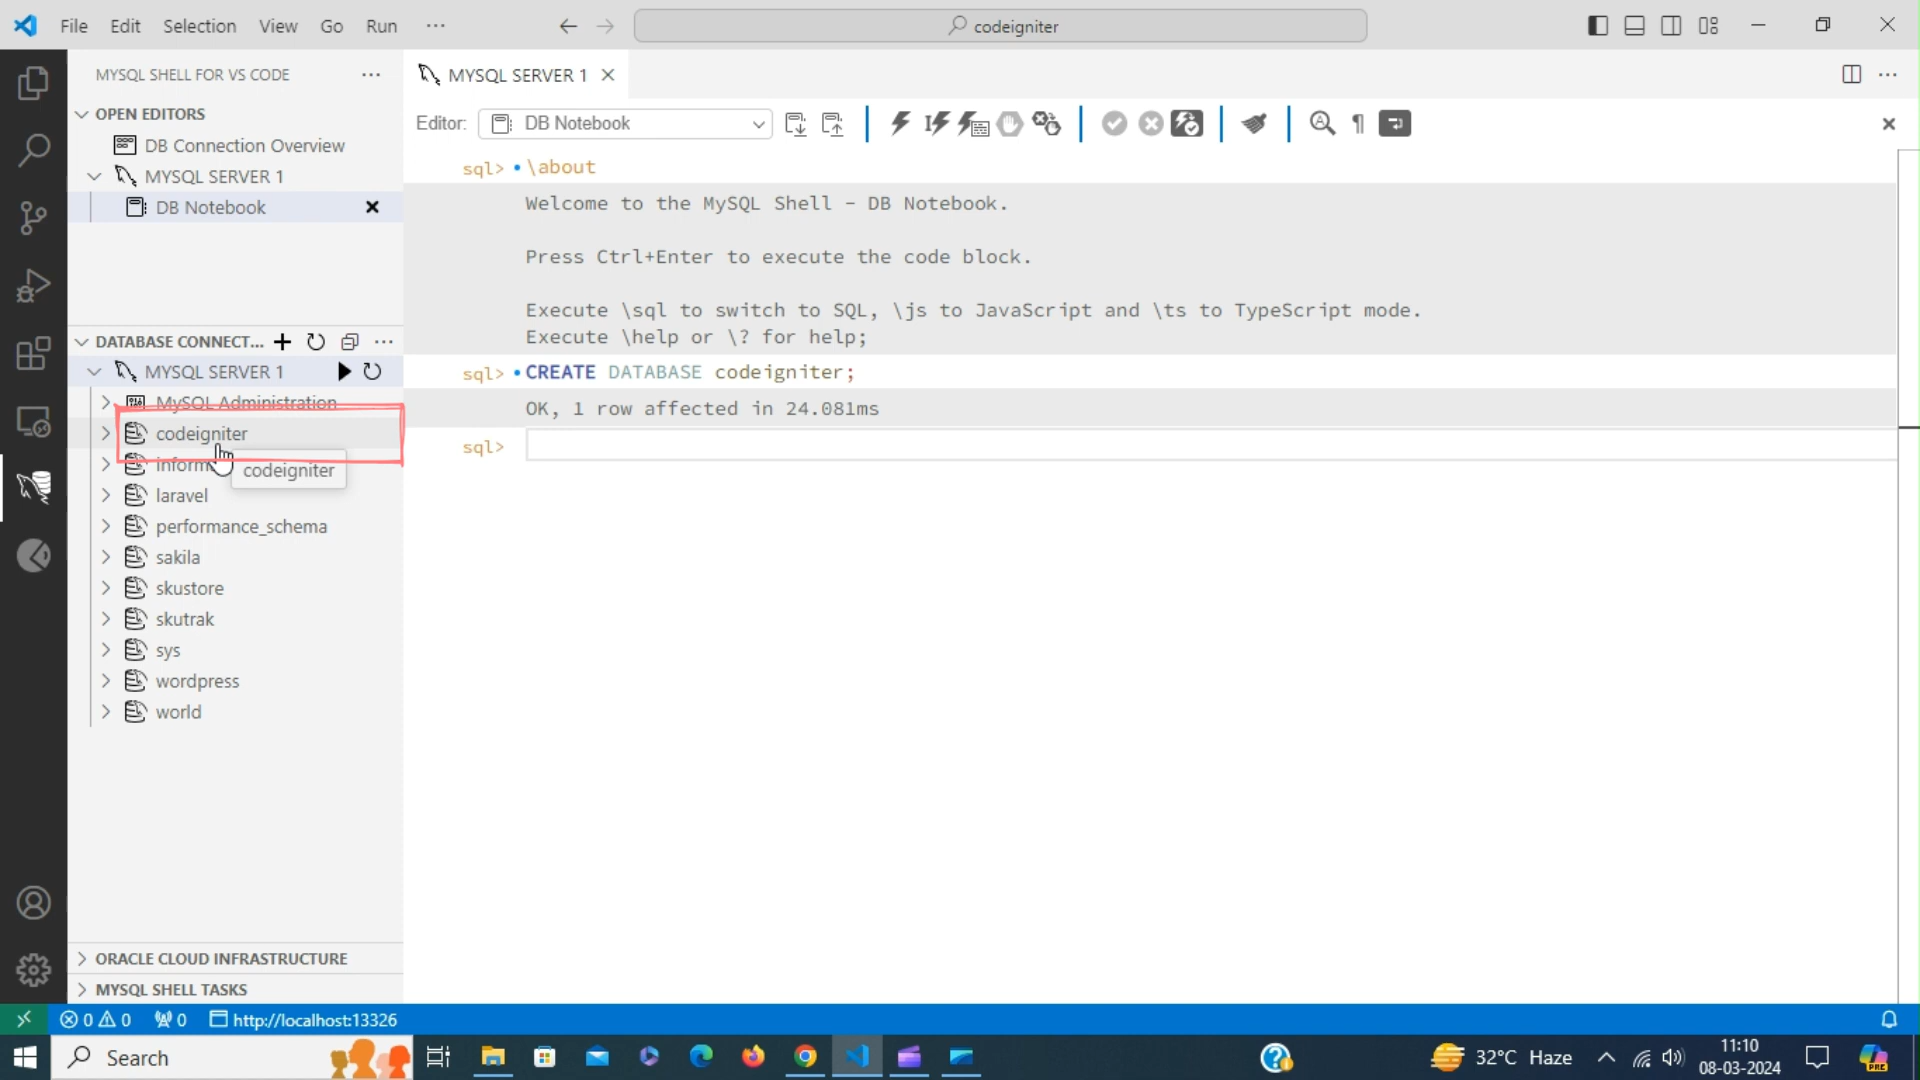 File Edit Selection View Go Run ···
codeigniter
MYSQL SHELL FOR VS CODE
OPEN EDITORS
DB Connection Overview
MYSQL SERVER 1
DB Notebook
DATABASE CONNECT...
MYSQL SERVER 1
MySQL Administration
codeigniter
inform
codeigniter
laravel
performance_schema
sakila
skustore
skutrak
sys
wordpress
world
ORACLE CLOUD INFRASTRUCTURE
MYSQL SHELL TASKS
MYSQL SERVER 1
Editor: DB Notebook
sql> \about
Welcome to the MySQL Shell - DB Notebook.
Press Ctrl+Enter to execute the code block.
Execute \sql to switch to SQL, \js to JavaScript and \ts to TypeScript mode.
Execute \help or \? for help;
sql> CREATE DATABASE codeigniter;
OK, 1 row affected in 24.081ms
sql>
0 0 0 http://localhost:13326
Search
32°C Haze
11:10
08-03-2024
PRE